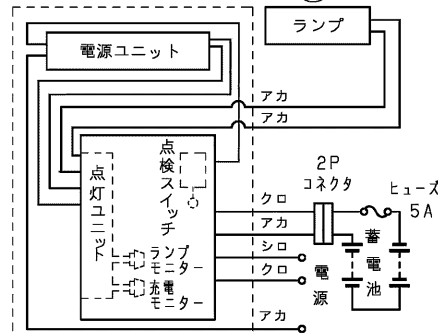 電源ユニット
ランプ
アカ
アカ
点灯ユニット
点検スイッチ
ランプ
モニター
充電
モニター
クロ
アカ
シロ
クロ
アカ
2P
コネクタ
ヒューズ
5A
蓄電池
電源